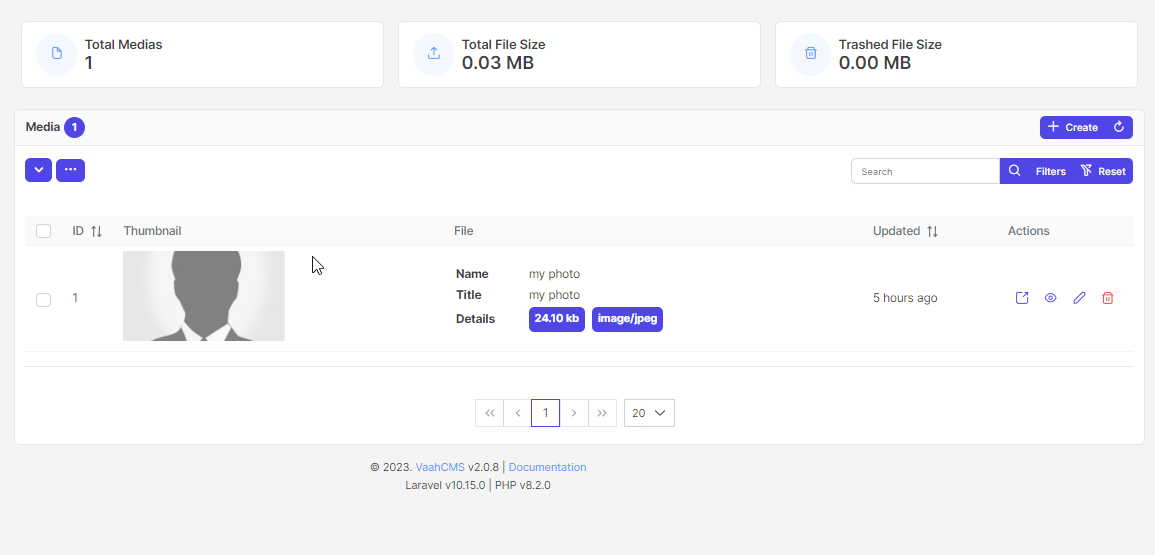 Total Medias
1
Total File Size
0.03 MB
Trashed File Size
0.00 MB
Media 1
Create
Search
Filters
Reset
ID
Thumbnail
File
Updated
Actions
1
Name my photo
Title my photo
Details 24.10 kb image/jpeg
5 hours ago
1
20
© 2023. VaahCMS v2.0.8 | Documentation
Laravel v10.15.0 | PHP v8.2.0